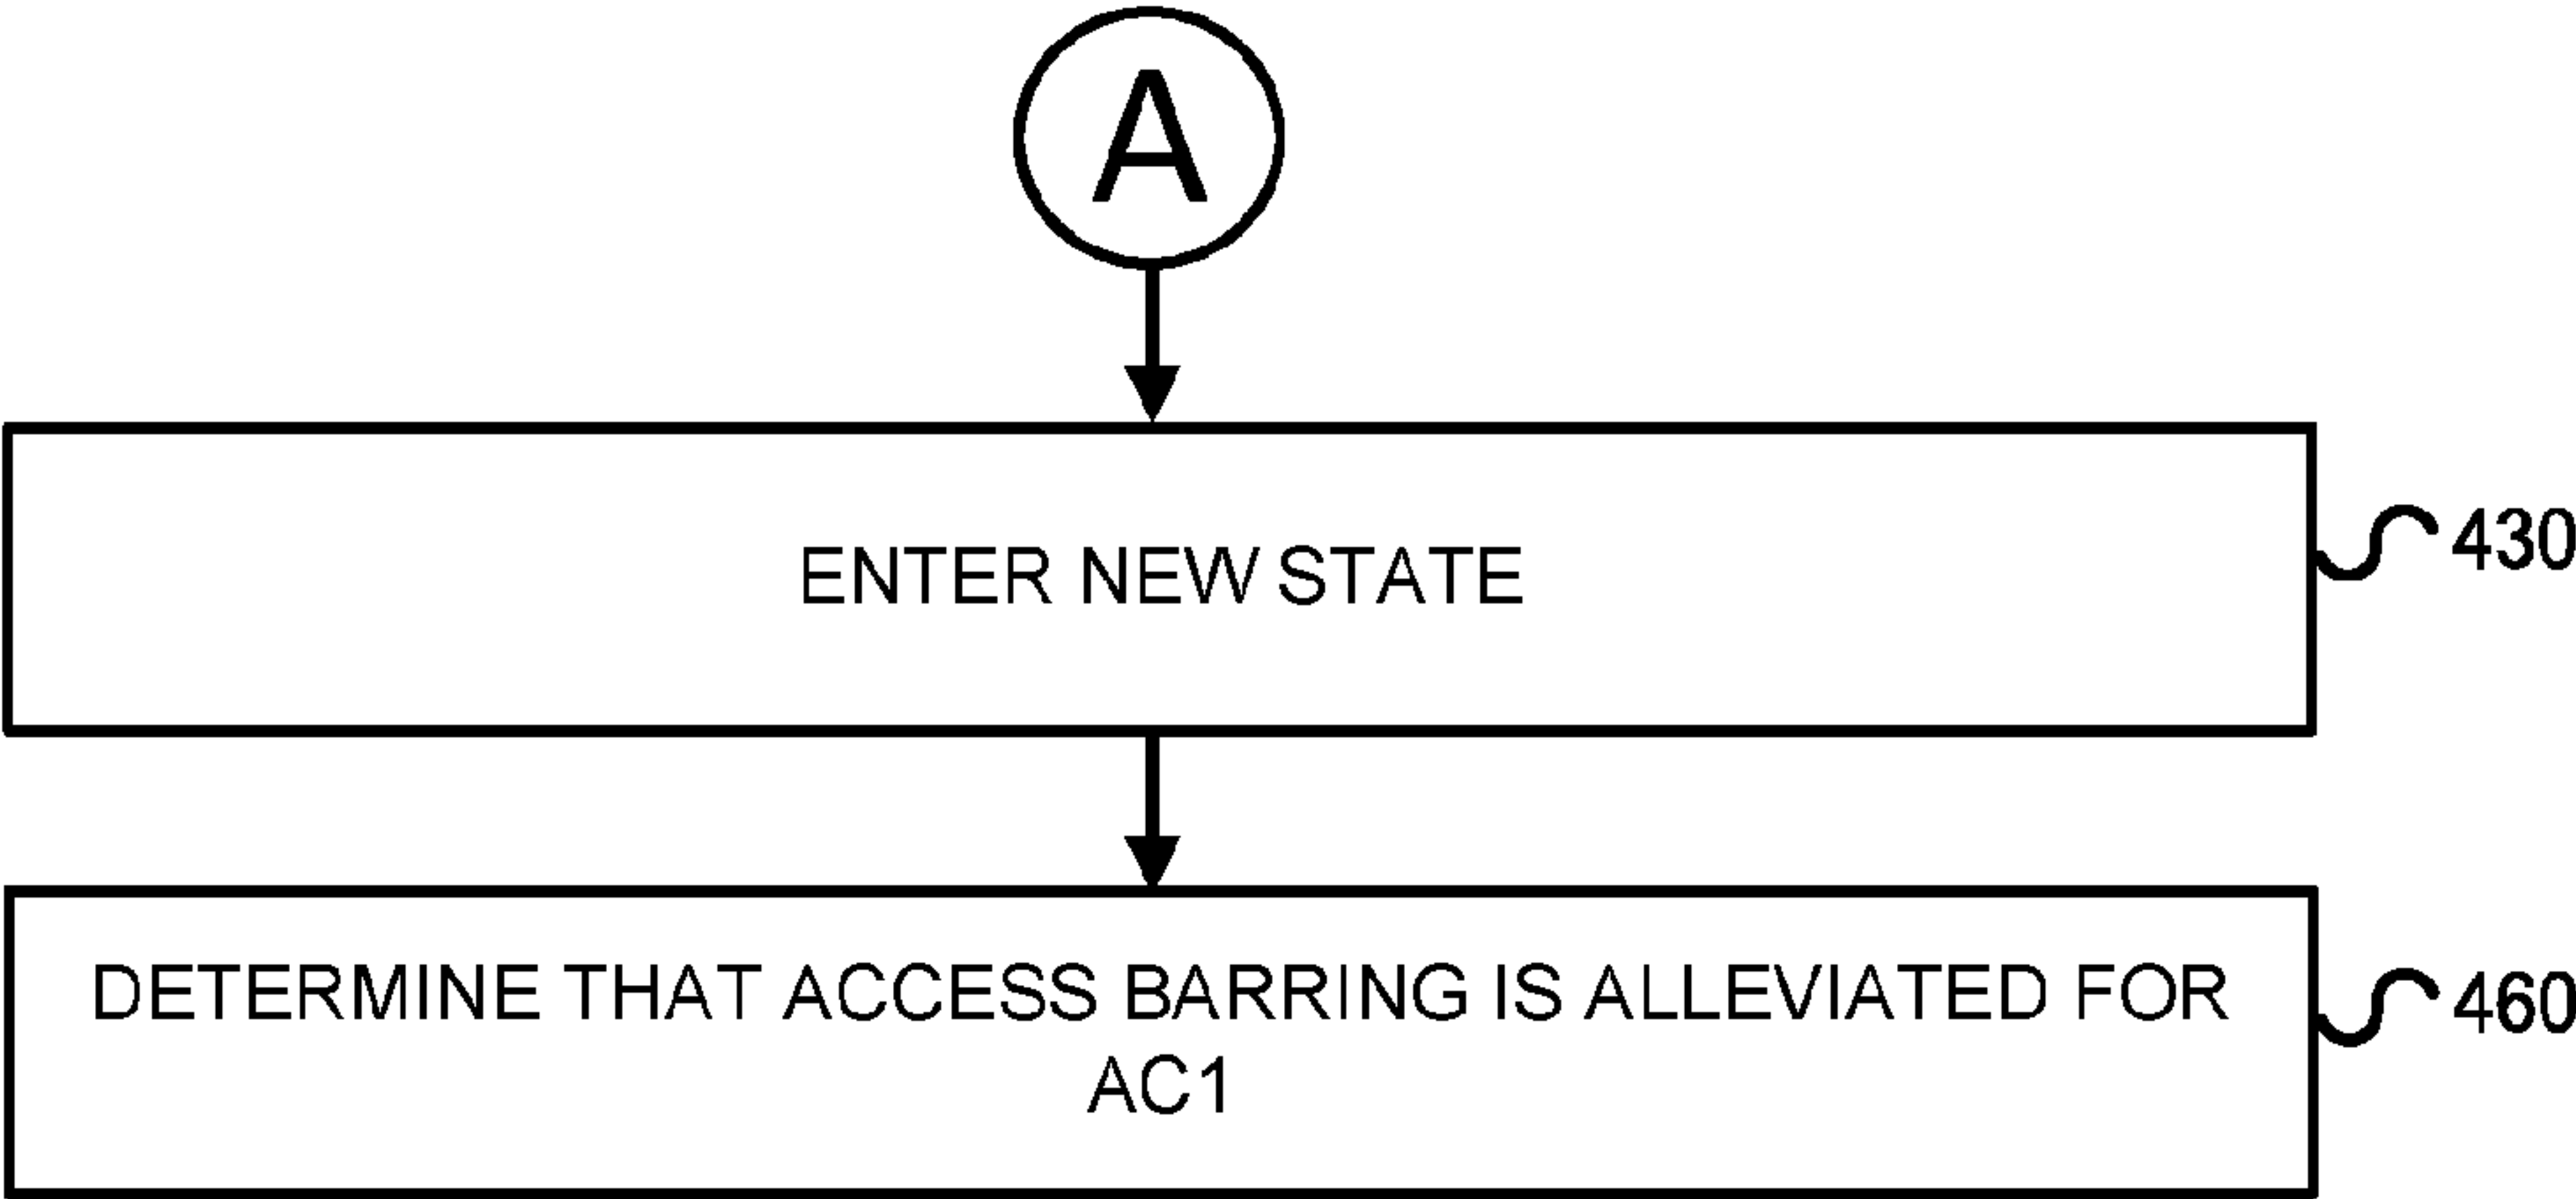 A
ENTER NEW STATE
430
DETERMINE THAT ACCESS BARRING IS ALLEVIATED FOR
AC1
460